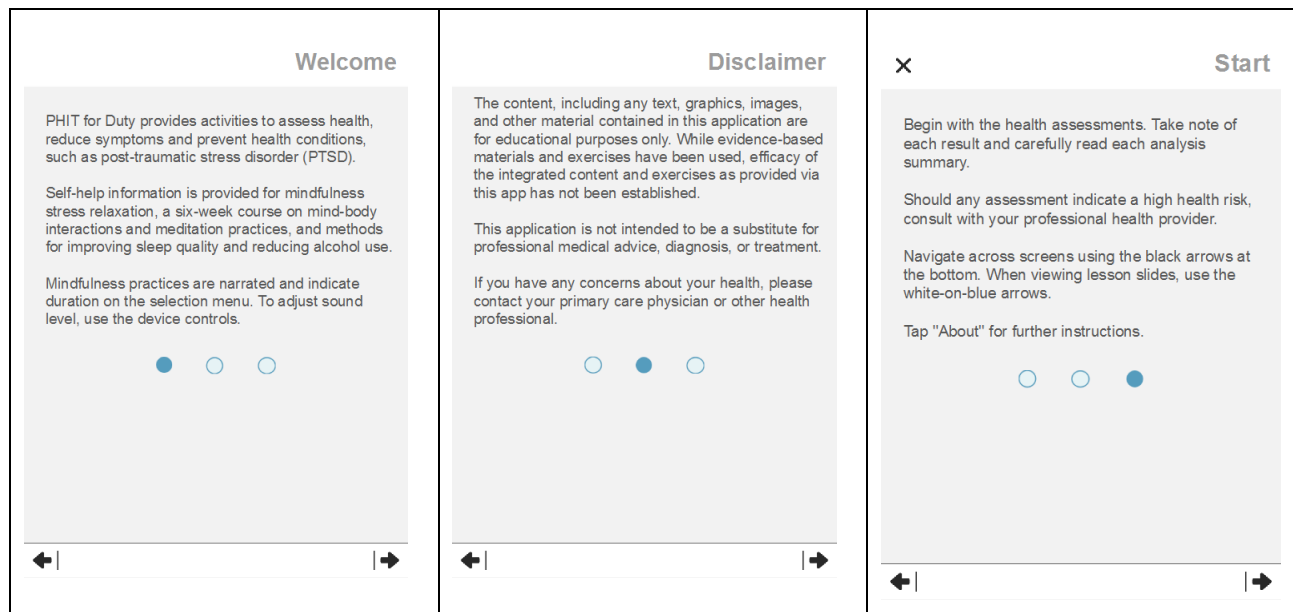 Welcome
PHIT for Duty provides activities to assess health,
reduce symptoms and prevent health conditions,
such as post-traumatic stress disorder (PTSD).
Self-help information is provided for mindfulness
stress relaxation, a six-week course on mind-body
interactions and meditation practices, and methods
for improving sleep quality and reducing alcohol use.
Mindfulness practices are narrated and indicate
duration on the selection menu. To adjust sound
level, use the device controls.
Disclaimer
The content, including any text, graphics, images,
and other material contained in this application are
for educational purposes only. While evidence-based
materials and exercises have been used, efficacy of
the integrated content and exercises as provided via
this app has not been established.
This application is not intended to be a substitute for
professional medical advice, diagnosis, or treatment.
If you have any concerns about your health, please
contact your primary care physician or other health
professional.
Start
Begin with the health assessments. Take note of
each result and carefully read each analysis
summary.
Should any assessment indicate a high health risk,
consult with your professional health provider.
Navigate across screens using the black arrows at
the bottom. When viewing lesson slides, use the
white-on-blue arrows.
Tap "About" for further instructions.